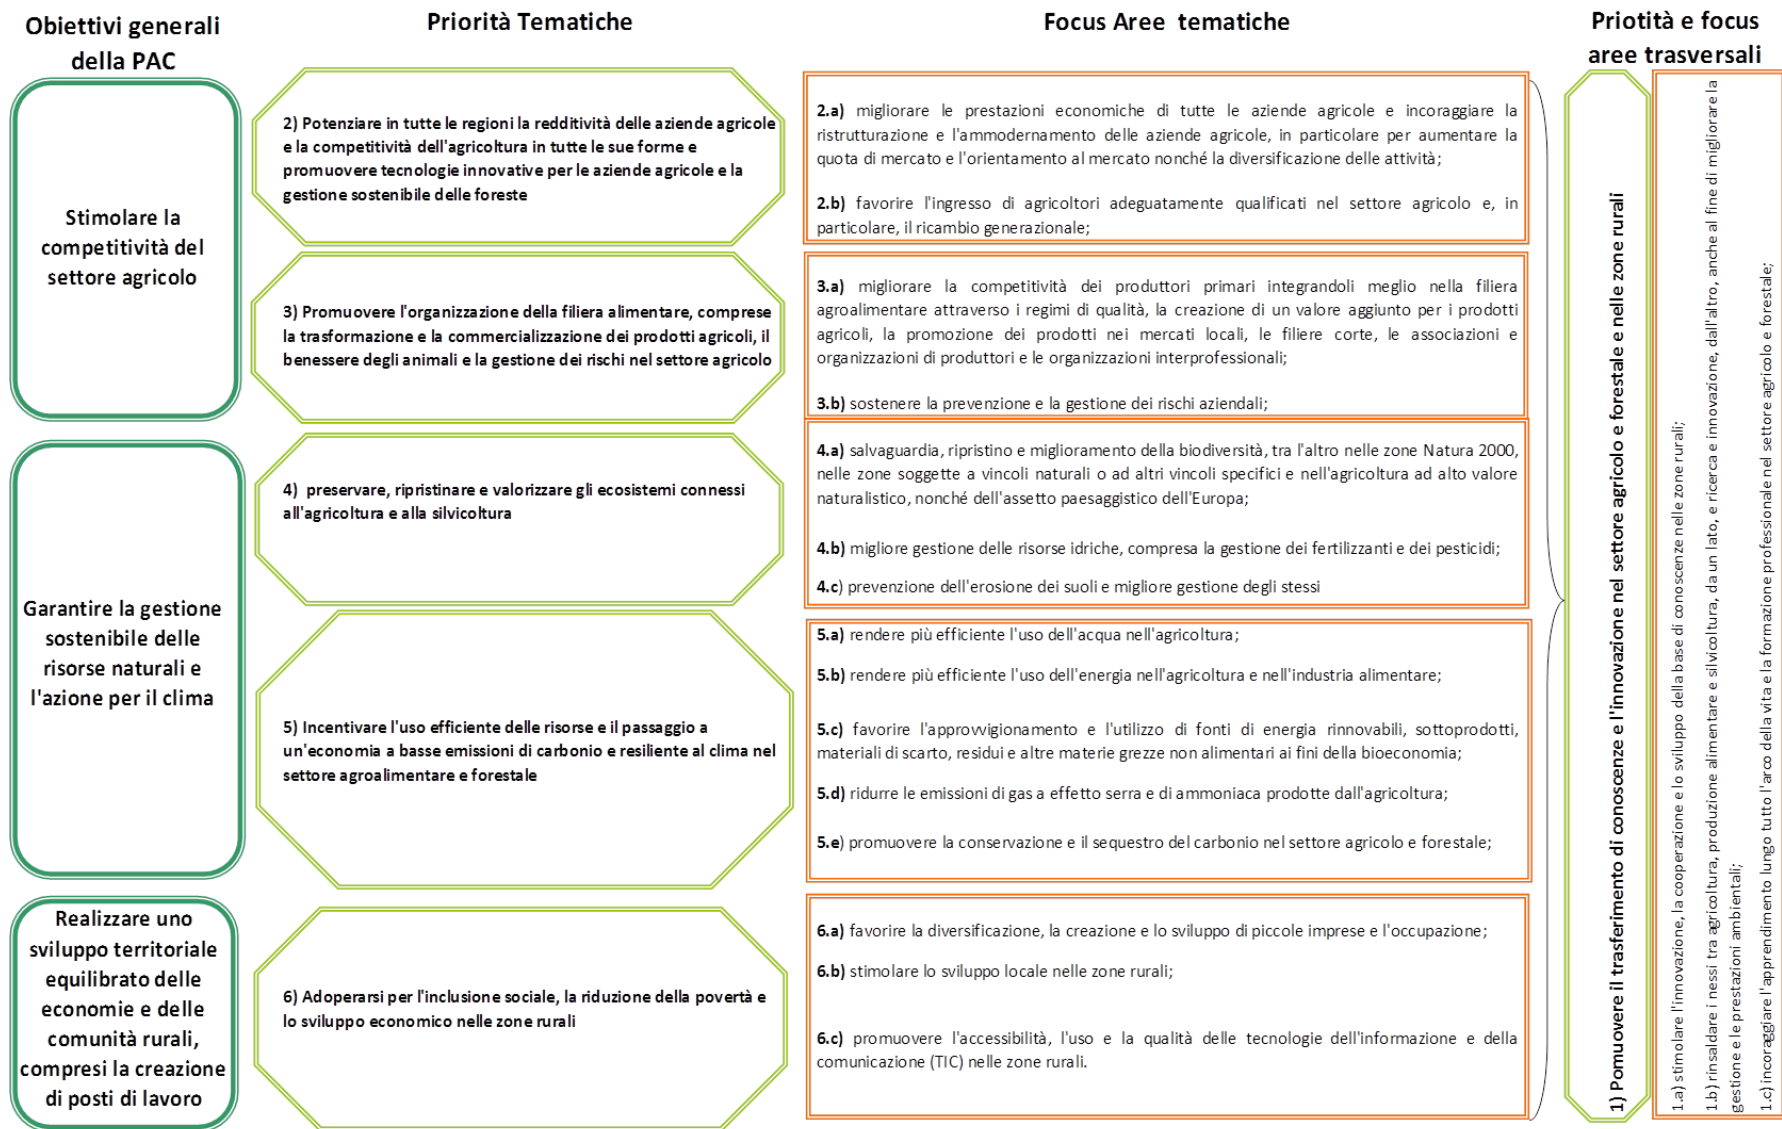 Obiettivi generali
della PAC
Priorità Tematiche
Focus Aree  tematiche
Priotità e focus
aree trasversali
Stimolare la
competitività del
settore agricolo
2) Potenziare in tutte le regioni la redditività delle aziende agricole
e la competitività dell'agricoltura in tutte le sue forme e
promuovere tecnologie innovative per le aziende agricole e la
gestione sostenibile delle foreste
2.a) migliorare le prestazioni economiche di tutte le aziende agricole e incoraggiare la
ristrutturazione e l'ammodernamento delle aziende agricole, in particolare per aumentare la
quota di mercato e l'orientamento al mercato nonché la diversificazione delle attività;
2.b) favorire l'ingresso di agricoltori adeguatamente qualificati nel settore agricolo e, in
particolare, il ricambio generazionale;
3) Promuovere l'organizzazione della filiera alimentare, comprese
la trasformazione e la commercializzazione dei prodotti agricoli, il
benessere degli animali e la gestione dei rischi nel settore agricolo
3.a) migliorare la competitività dei produttori primari integrandoli meglio nella filiera
agroalimentare attraverso i regimi di qualità, la creazione di un valore aggiunto per i prodotti
agricoli, la promozione dei prodotti nei mercati locali, le filiere corte, le associazioni e
organizzazioni di produttori e le organizzazioni interprofessionali;
3.b) sostenere la prevenzione e la gestione dei rischi aziendali;
Garantire la gestione
sostenibile delle
risorse naturali e
l'azione per il clima
4)  preservare, ripristinare e valorizzare gli ecosistemi connessi
all'agricoltura e alla silvicoltura
4.a) salvaguardia, ripristino e miglioramento della biodiversità, tra l'altro nelle zone Natura 2000,
nelle zone soggette a vincoli naturali o ad altri vincoli specifici e nell'agricoltura ad alto valore
naturalistico, nonché dell'assetto paesaggistico dell'Europa;
4.b) migliore gestione delle risorse idriche, compresa la gestione dei fertilizzanti e dei pesticidi;
4.c) prevenzione dell'erosione dei suoli e migliore gestione degli stessi
5) Incentivare l'uso efficiente delle risorse e il passaggio a
un'economia a basse emissioni di carbonio e resiliente al clima nel
settore agroalimentare e forestale
5.a) rendere più efficiente l'uso dell'acqua nell'agricoltura;
5.b) rendere più efficiente l'uso dell'energia nell'agricoltura e nell'industria alimentare;
5.c) favorire l'approvvigionamento e l'utilizzo di fonti di energia rinnovabili, sottoprodotti,
materiali di scarto, residui e altre materie grezze non alimentari ai fini della bioeconomia;
5.d) ridurre le emissioni di gas a effetto serra e di ammoniaca prodotte dall'agricoltura;
5.e) promuovere la conservazione e il sequestro del carbonio nel settore agricolo e forestale;
Realizzare uno
sviluppo territoriale
equilibrato delle
economie e delle
comunità rurali,
compresi la creazione
di posti di lavoro
6) Adoperarsi per l'inclusione sociale, la riduzione della povertà e
lo sviluppo economico nelle zone rurali
6.a) favorire la diversificazione, la creazione e lo sviluppo di piccole imprese e l'occupazione;
6.b) stimolare lo sviluppo locale nelle zone rurali;
6.c) promuovere l'accessibilità, l'uso e la qualità delle tecnologie dell'informazione e della
comunicazione (TIC) nelle zone rurali.
1) Pomuovere il trasferimento di conoscenze e l'innovazione nel settore agricolo e forestale e nelle zone rurali
1.a) stimolare l'innovazione, la cooperazione e lo sviluppo della base di conoscenze nelle zone rurali;
1.b) rinsaldare i nessi tra agricoltura, produzione alimentare e silvicoltura, da un lato, e ricerca e innovazione, dall'altro, anche al fine di migliorare la
gestione e le prestazioni ambientali;
1.c) incoraggiare l'apprendimento lungo tutto l'arco della vita e la formazione professionale nel settore agricolo e forestale;